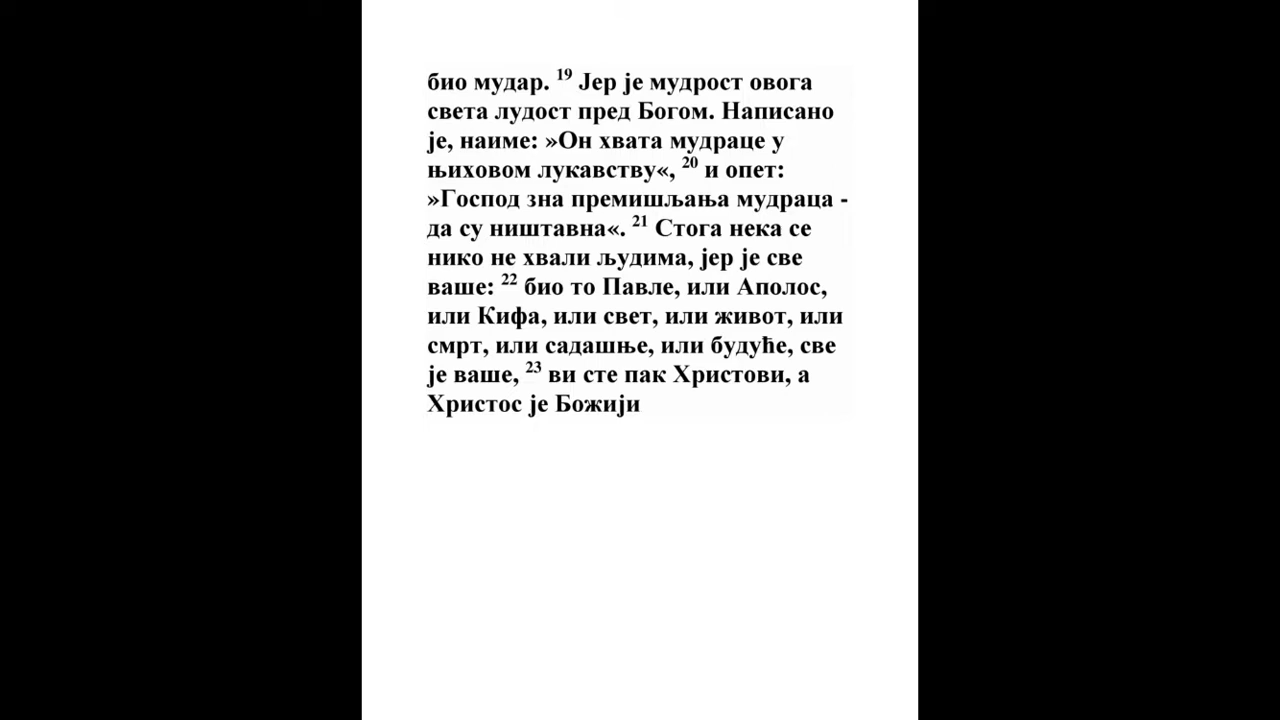 био мудар. 19 Јер је мудрост овога
света лудост пред Богом. Написано
је, наиме: »Он хвата мудраце у
њиховом лукавству«, 20 и опет:
»Господ зна премишљања мудраца -
да су ништавна«. 21 Стога нека се
нико не хвали људима, јер је све
ваше: 22 био то Павле, или Аполос,
или Кифа, или свет, или живот, или
смрт, или садашње, или будуће, све
је ваше, 23 ви сте пак Христови, а
Христос је Божији